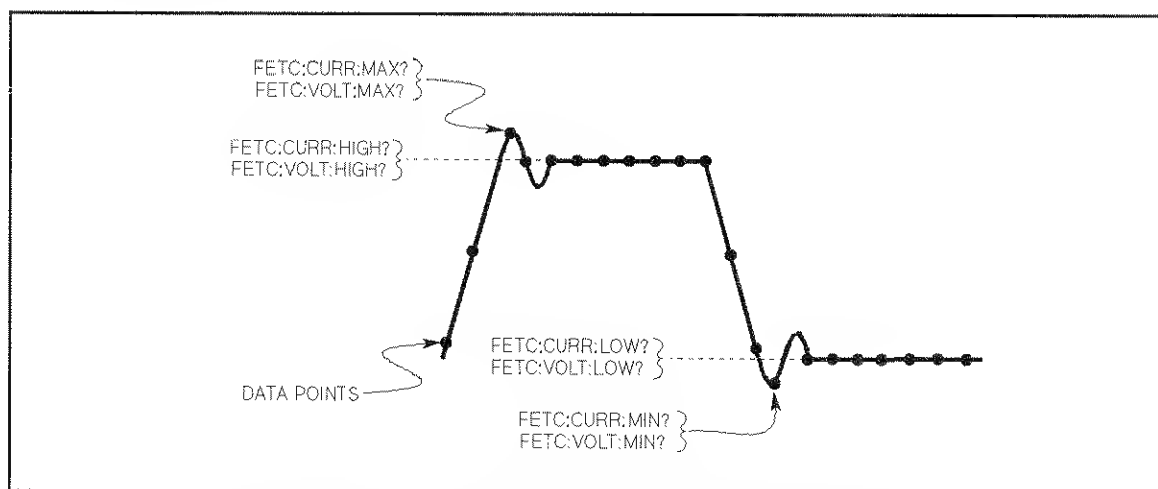 FETC:CURR:MAX?
FETC:VOLT:MAX?
FETC:CURR:HIGH?
FETC:VOLT:HIGH?
FETC:CURR:LOW?
FETC:VOLT:LOW?
DATA POINTS
FETC:CURR:MIN?
FETC:VOLT:MIN?